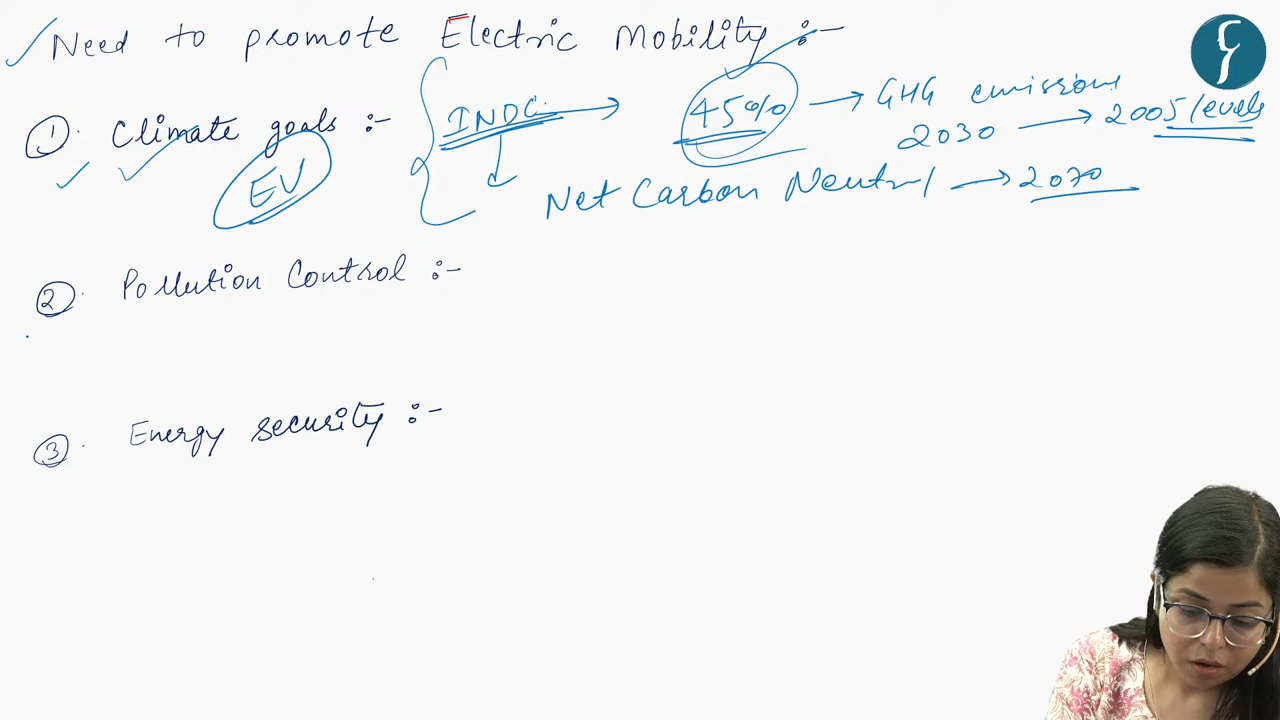 Need to promote Electric Mobility :-
① Climate goals :- INDC → 45% → GHG emissions
2030 → 2005 levels
EV Net Carbon Neutral → 2070
② Pollution Control :-
③ Energy security :-